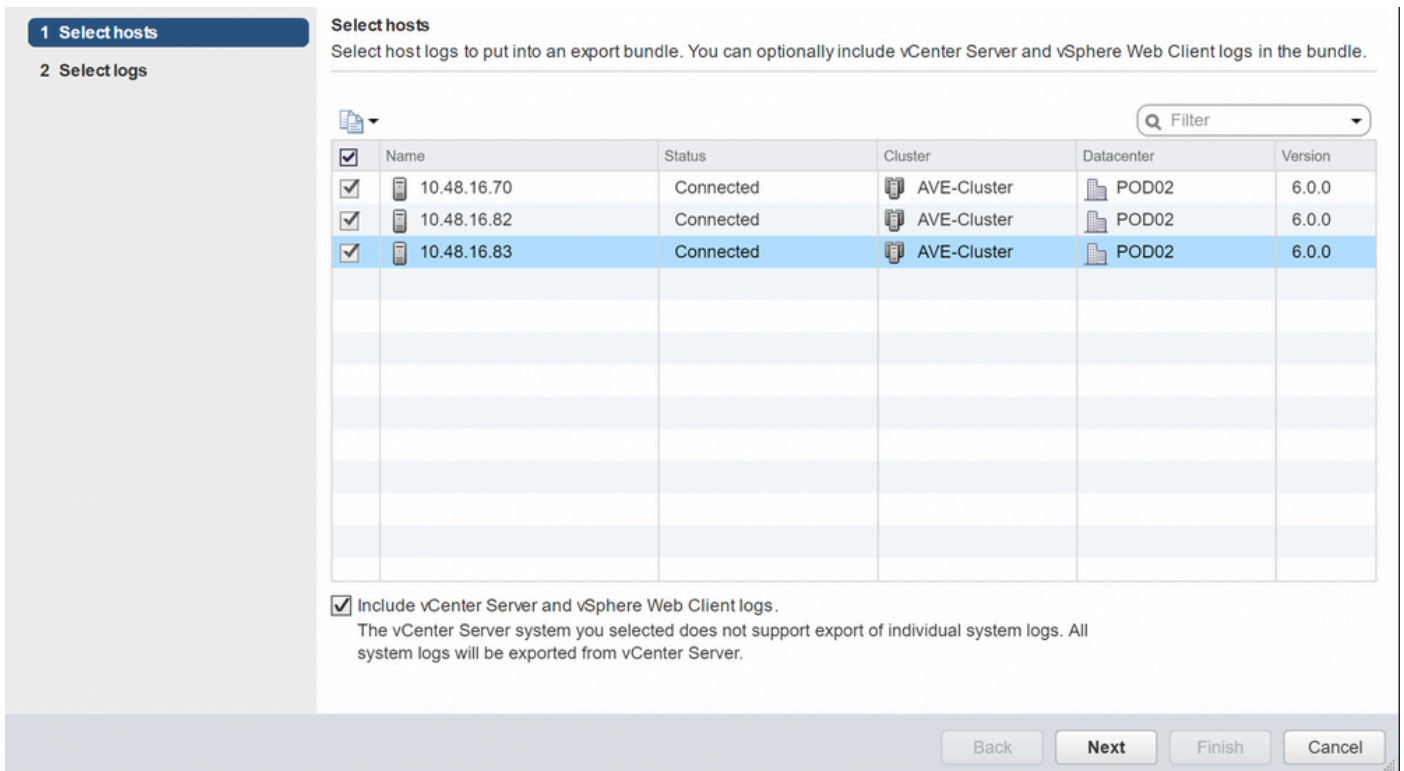 1 Select hosts
2 Select logs
Select hosts
Select host logs to put into an export bundle. You can optionally include vCenter Server and vSphere Web Client logs in the bundle.
Filter
Name Status Cluster Datacenter Version
10.48.16.70 Connected AVE-Cluster POD02 6.0.0
10.48.16.82 Connected AVE-Cluster POD02 6.0.0
10.48.16.83 Connected AVE-Cluster POD02 6.0.0
Include vCenter Server and vSphere Web Client logs.
The vCenter Server system you selected does not support export of individual system logs. All
system logs will be exported from vCenter Server.
Back Next Finish Cancel